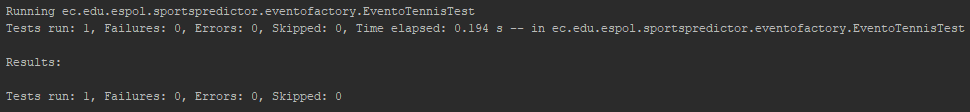 Running ec.edu.espol.sportspredictor.eventofactory.EventoTennisTest
Tests run: 1, Failures: 0, Errors: 0, Skipped: 0, Time elapsed: 0.194 s -- in ec.edu.espol.sportspredictor.eventofactory.EventoTennisTest
Results:
Tests run: 1, Failures: 0, Errors: 0, Skipped: 0